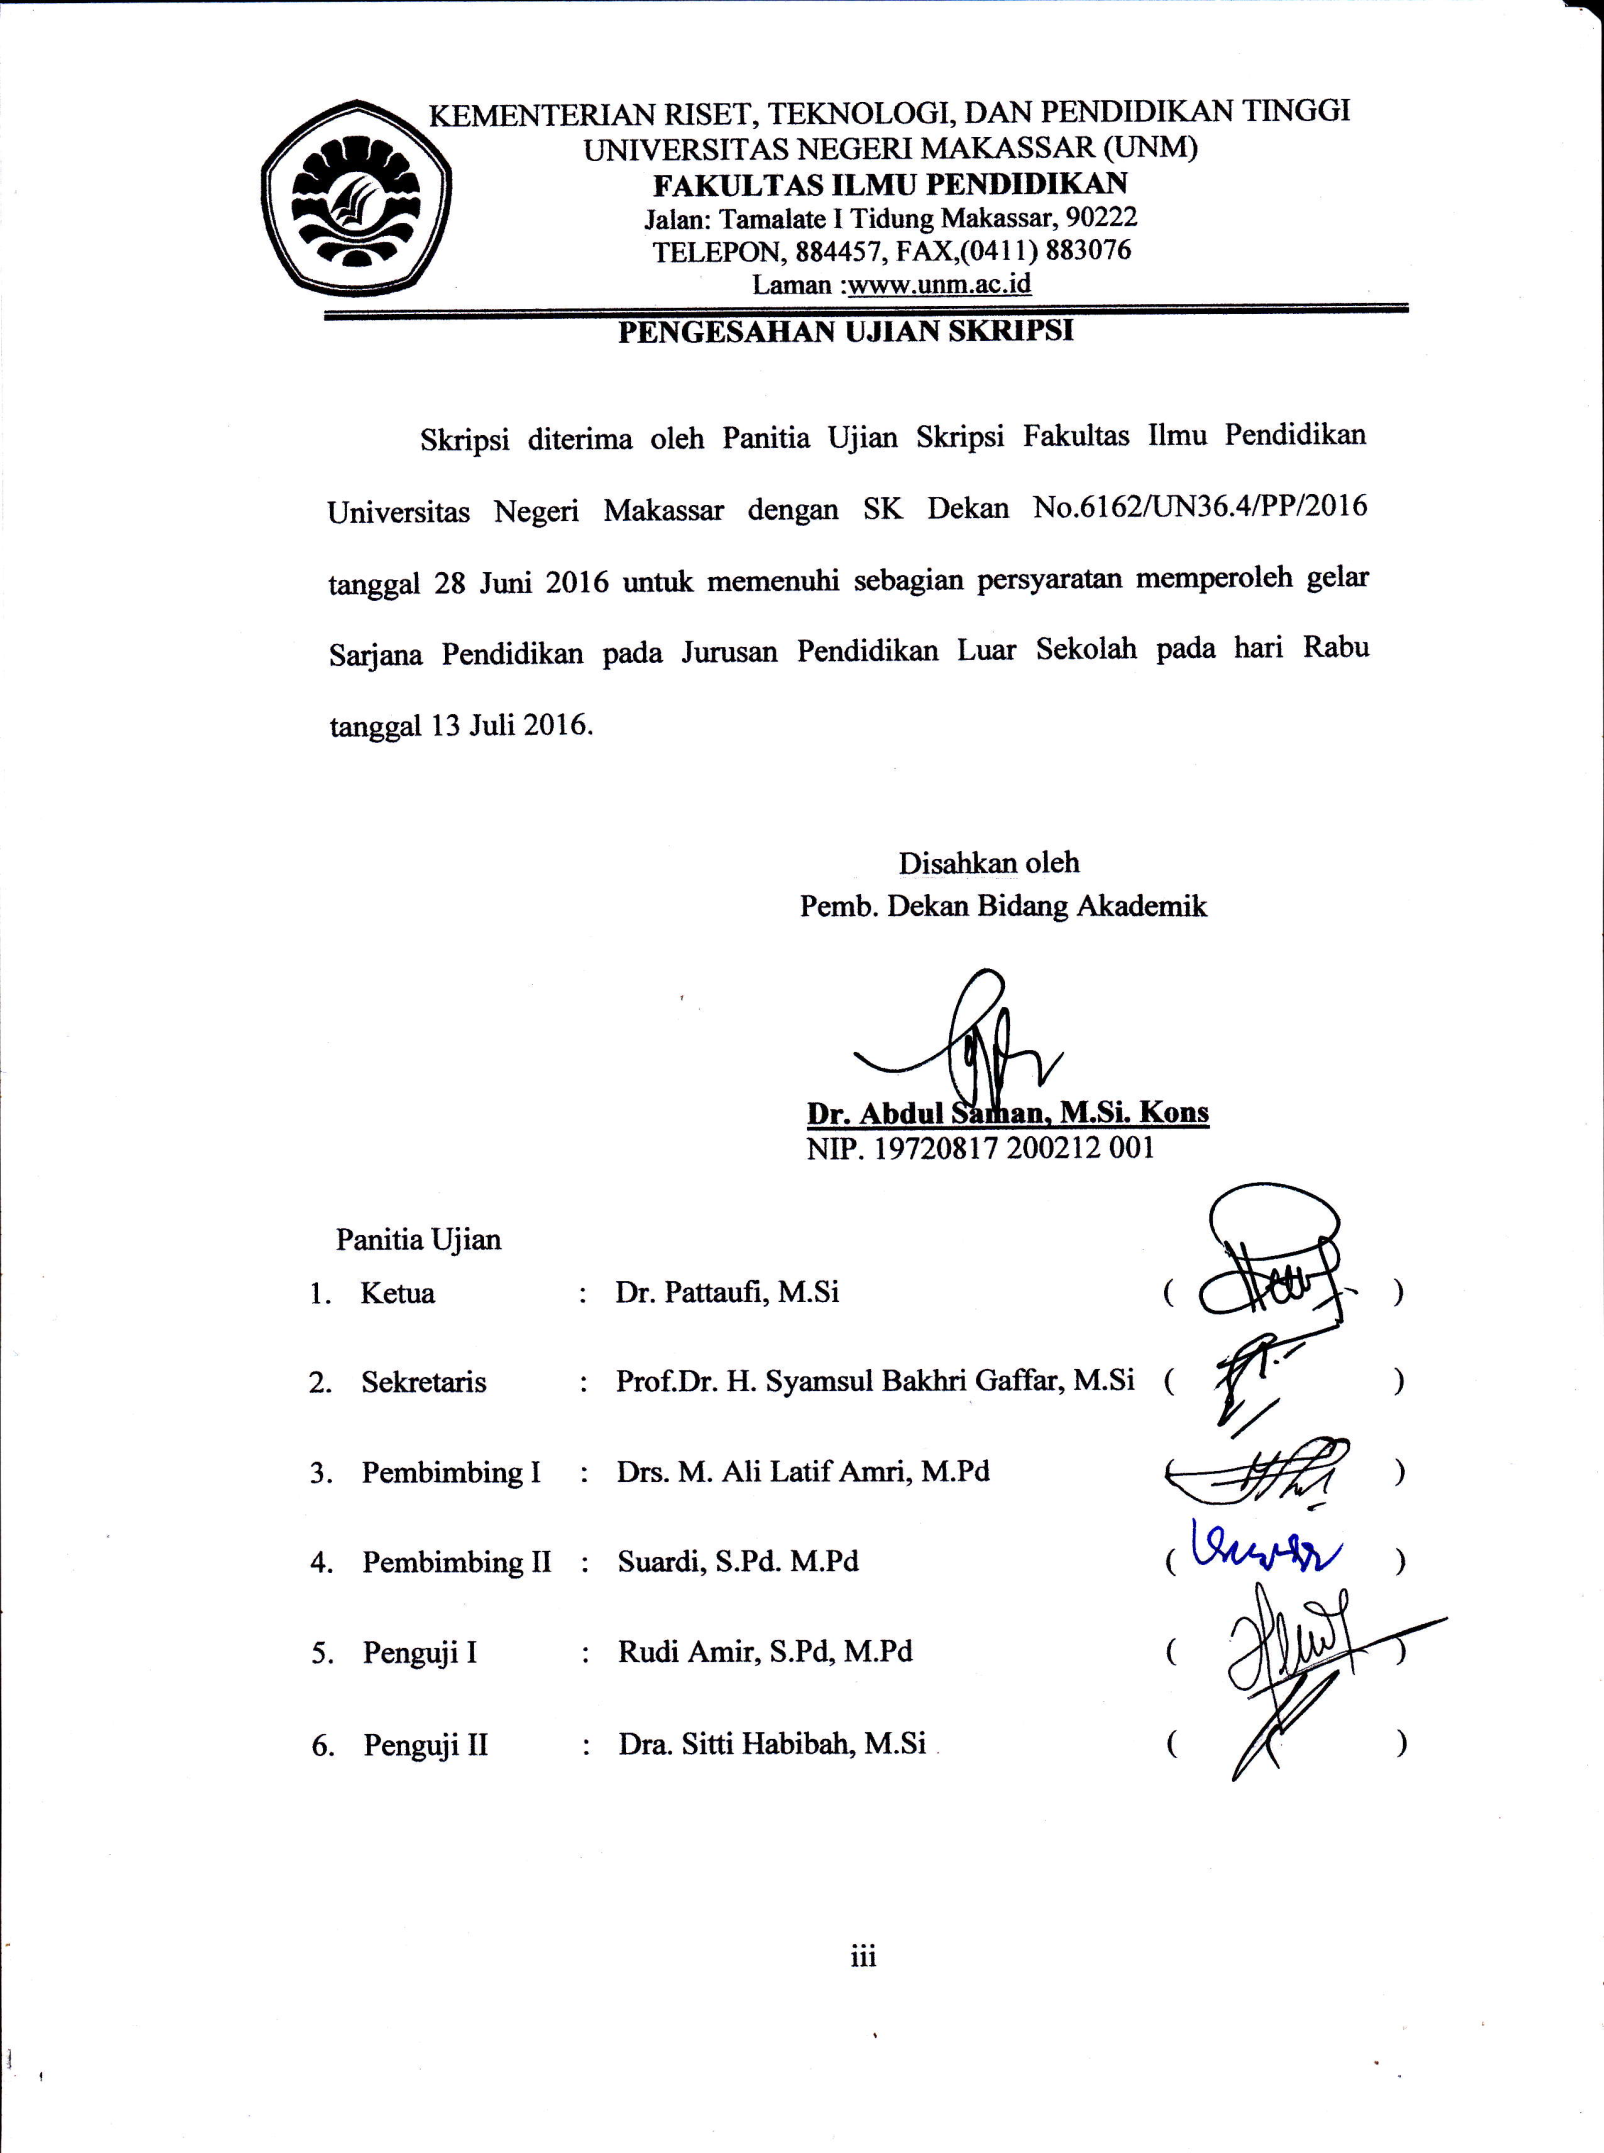 KEMENTERIAN RISET, TEKNOLOGI, DAN PENDIDIKAN TINGGI
UNIVERSITAS NEGERI MAKASSAR (UNM)
FAKULTAS ILMU PENDIDIKAN
Jalan: Tamalate I Tidung Makassar, 90222
TELEPON, 884457, FAX,(0411) 883076
Laman :www.unm.ac.id
PENGESAHAN UJIAN SKRIPSI
Skripsi diterima oleh Panitia Ujian Skripsi Fakultas Ilmu Pendidikan
Universitas Negeri Makassar dengan SK Dekan No.6162/UN36.4/PP/2016
tanggal 28 Juni 2016 untuk memenuhi sebagian persyaratan memperoleh gelar
Sarjana Pendidikan pada Jurusan Pendidikan Luar Sekolah pada hari Rabu
tanggal 13 Juli 2016.
Disahkan oleh
Pemb. Dekan Bidang Akademik
Dr. Abdul Saman, M.Si. Kons
NIP. 19720817 200212 001
Panitia Ujian
1. Ketua : Dr. Pattaufi, M.Si ( )
2. Sekretaris : Prof.Dr. H. Syamsul Bakhri Gaffar, M.Si ( )
3. Pembimbing I : Drs. M. Ali Latif Amri, M.Pd ( )
4. Pembimbing II : Suardi, S.Pd. M.Pd ( )
5. Penguji I : Rudi Amir, S.Pd, M.Pd ( )
6. Penguji II : Dra. Sitti Habibah, M.Si ( )
iii